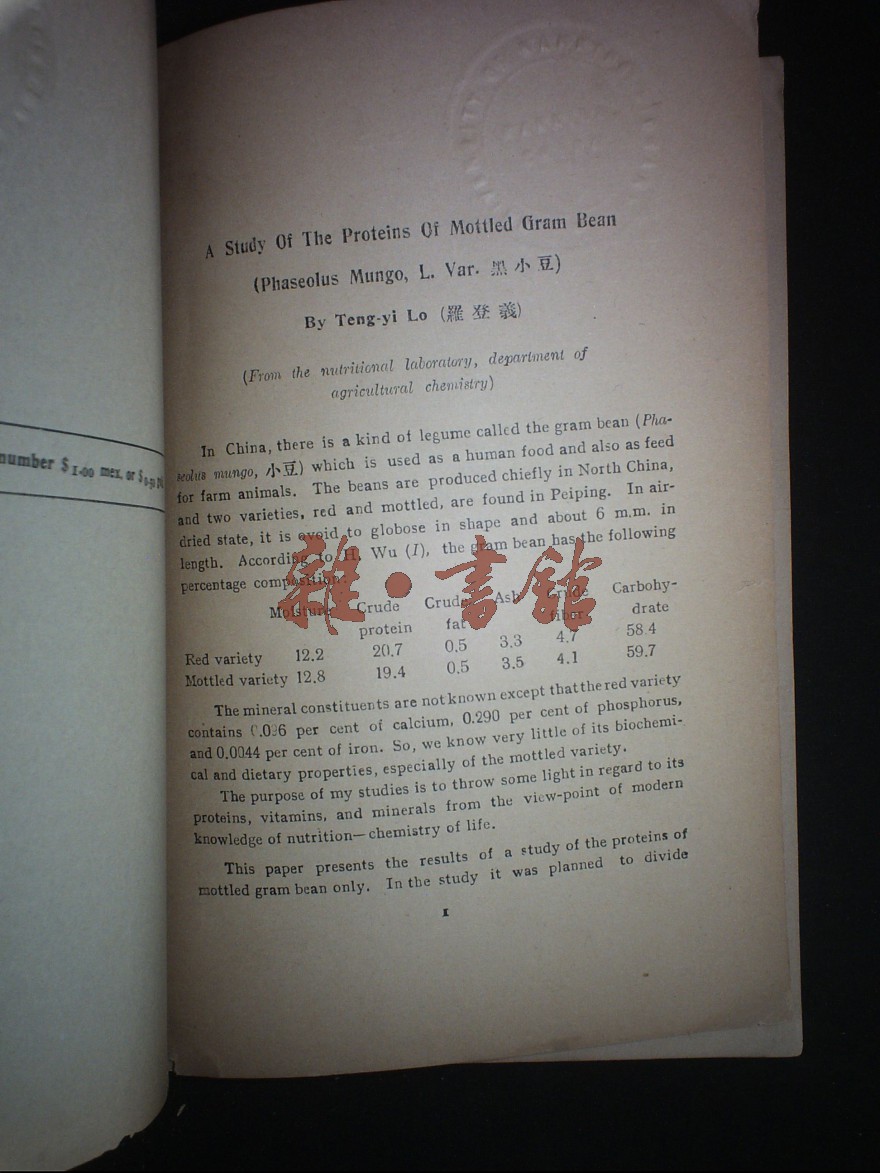 number $1.00 mex. or $
A Study Of The Proteins Of Mottled Gram Bean
(Phaseolus Mungo, L. Var. 黑小豆)
By Teng-yi Lo (羅登義)
(From the nutritional laboratory, department of
agricultural chemistry)
In China, there is a kind of legume called the gram bean (Pha-
seolus mungo, 小豆) which is used as a human food and also as feed
for farm animals. The beans are produced chiefly in North China,
and two varieties, red and mottled, are found in Peiping. In air-
dried state, it is ovoid to globose in shape and about 6 m.m. in
length. According to H. Wu (1), the gram bean has the following
percentage composition:
Moisture Crude Crude Ash Crude Carbohy-
protein fat fiber drate
Red variety 12.2 20.7 0.5 3.3 4.7 58.4
Mottled variety 12.8 19.4 0.5 3.5 4.1 59.7
The mineral constituents are not known except that the red variety
contains per cent of calcium, 0.290 per cent of phosphorus,
and 0.0044 per cent of iron. So, we know very little of its biochemi-
cal and dietary properties, especially of the mottled variety.
The purpose of my studies is to throw some light in regard to its
proteins, vitamins, and minerals from the view-point of modern
knowledge of nutrition—chemistry of life.
This paper presents the results of a study of the proteins of
mottled gram bean only. In the study it was planned to divide
1
雜·書館